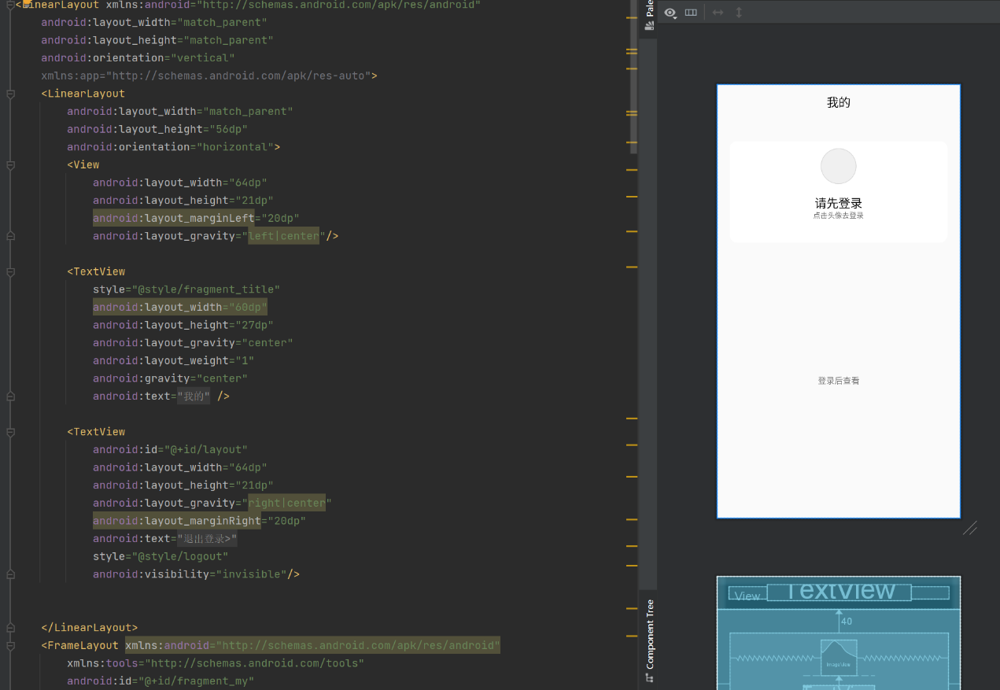 <LinearLayout xmlns:android="http://schemas.android.com/apk/res/android"
android:layout_width="match_parent"
android:layout_height="match_parent"
android:orientation="vertical"
xmlns:app="http://schemas.android.com/apk/res-auto">
<LinearLayout
android:layout_width="match_parent"
android:layout_height="56dp"
android:orientation="horizontal">
<View
android:layout_width="64dp"
android:layout_height="21dp"
android:layout_marginLeft="20dp"
android:layout_gravity="left|center"/>
<TextView
style="@style/fragment_title"
android:layout_width="60dp"
android:layout_height="27dp"
android:layout_gravity="center"
android:layout_weight="1"
android:gravity="center"
android:text="我的" />
<TextView
android:id="@+id/layout"
android:layout_width="64dp"
android:layout_height="21dp"
android:layout_gravity="right|center"
android:layout_marginRight="20dp"
android:text="退出登录>"
style="@style/logout"
android:visibility="invisible"/>
</LinearLayout>
<FrameLayout xmlns:android="http://schemas.android.com/apk/res/android"
xmlns:tools="http://schemas.android.com/tools"
android:id="@+id/fragment_my"
Component Tree
我的
请先登录
点击头像去登录
登录后查看
View
TextView
40
ImageView